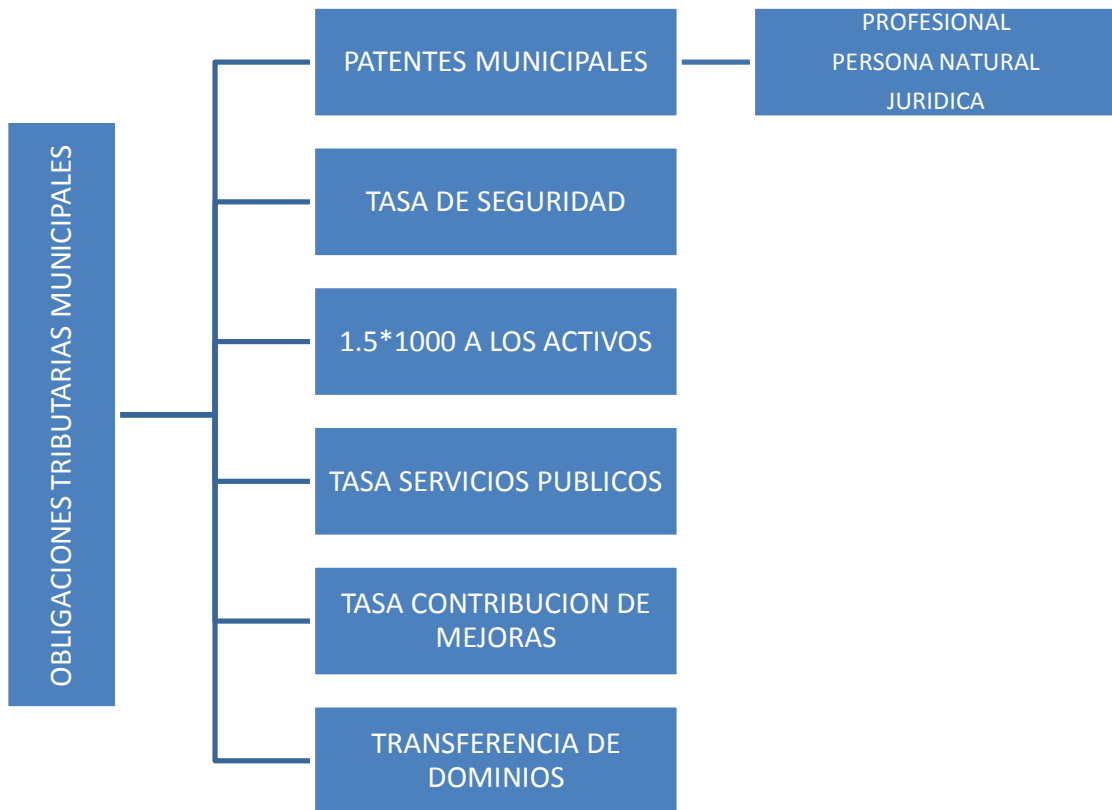 OBLIGACIONES TRIBUTARIAS MUNICIPALES
PATENTES MUNICIPALES
PROFESIONAL
PERSONA NATURAL
JURIDICA
TASA DE SEGURIDAD
1.5*1000 A LOS ACTIVOS
TASA SERVICIOS PUBLICOS
TASA CONTRIBUCION DE
MEJORAS
TRANSFERENCIA DE
DOMINIOS